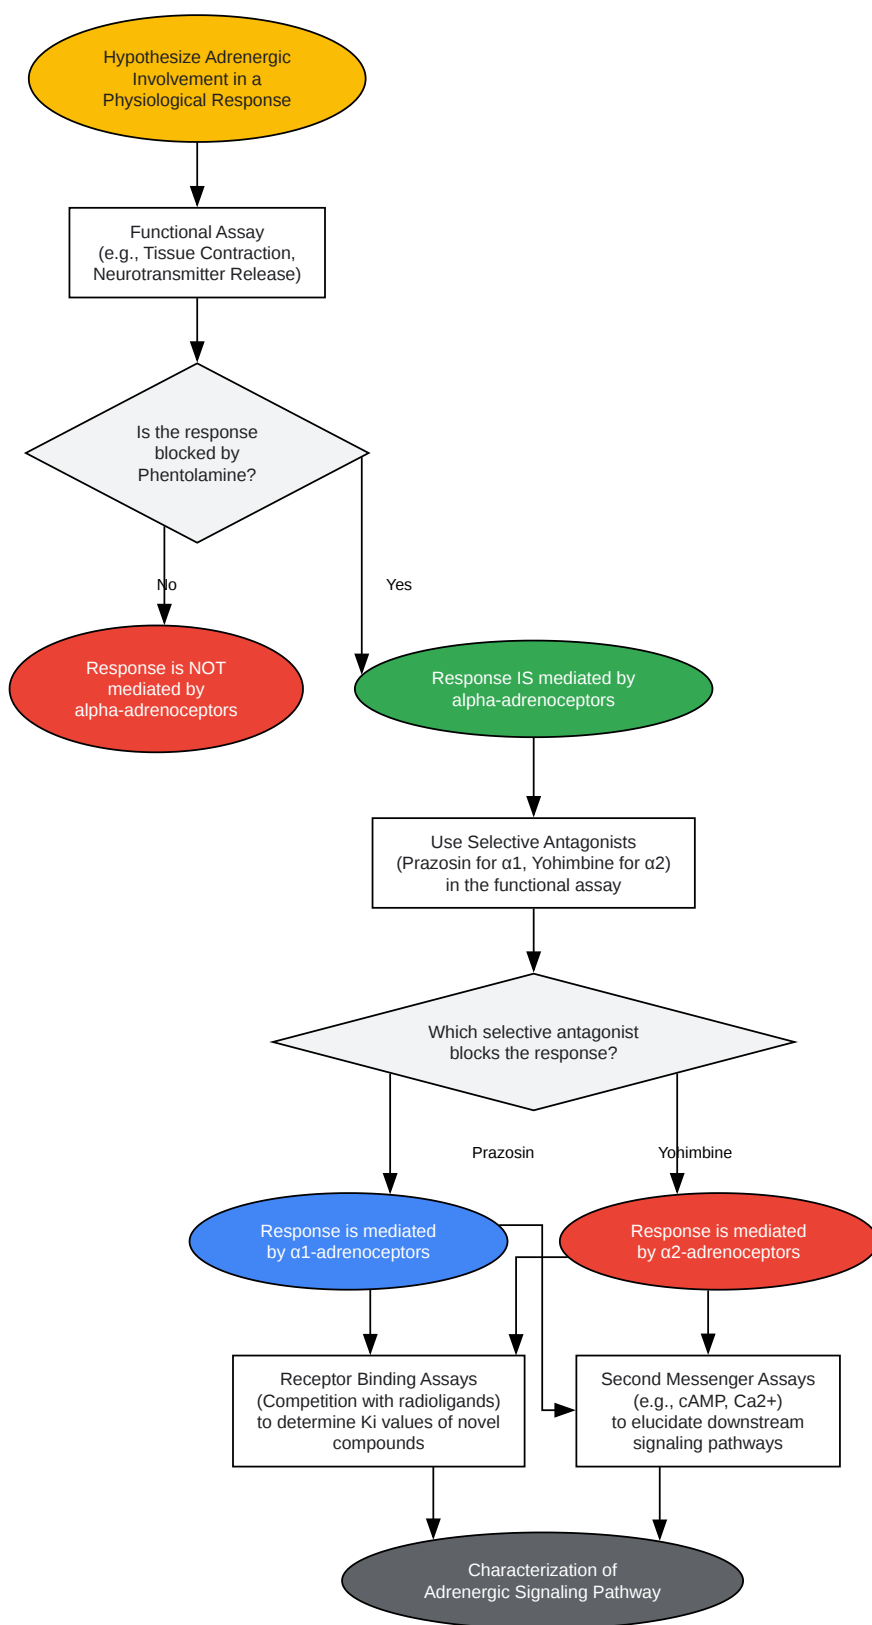 Hypothesize Adrenergic
Involvement in a
Physiological Response
Functional Assay
(e.g., Tissue Contraction,
Neurotransmitter Release)
Is the response
blocked by
Phentolamine?
No
Yes
Response is NOT
mediated by
alpha-adrenoceptors
Response IS mediated by
alpha-adrenoceptors
Use Selective Antagonists
(Prazosin for α1, Yohimbine for α2)
in the functional assay
Which selective antagonist
blocks the response?
Prazosin
Yohimbine
Response is mediated
by α1-adrenoceptors
Response is mediated
by α2-adrenoceptors
Receptor Binding Assays
(Competition with radioligands)
to determine Ki values of novel
compounds
Second Messenger Assays
(e.g., cAMP, Ca2+)
to elucidate downstream
signaling pathways
Characterization of
Adrenergic Signaling Pathway